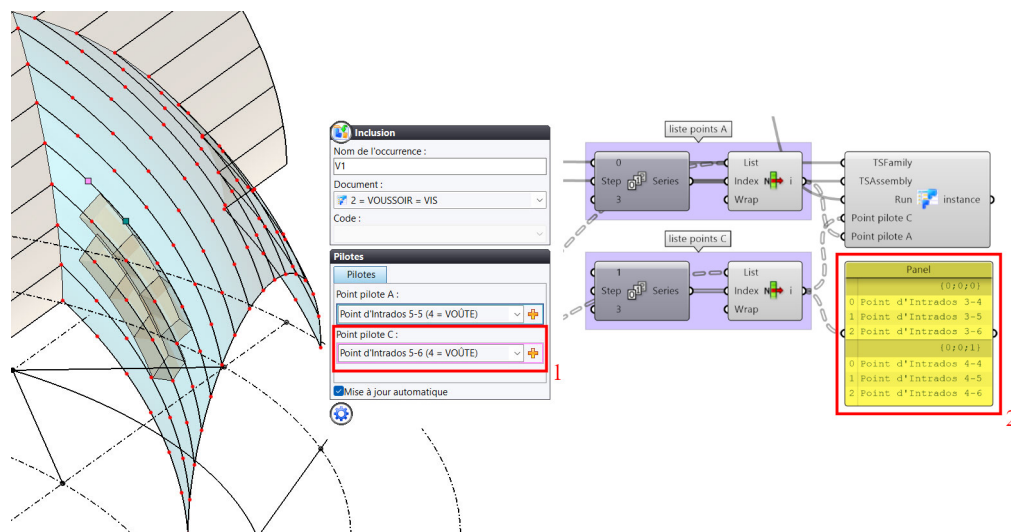 Inclusion
Nom de l'occurrence :
V1
Document :
2 = VOUSSOIR = VIS
Code :
Pilotes
Pilotes
Point pilote A :
Point d'Intrados 5-5 (4 = VOÛTE)
Point pilote C :
Point d'Intrados 5-6 (4 = VOÛTE)
1
Mise à jour automatique
liste points A
0
Step
3
Series
List
Index
Wrap
N
i
liste points C
1
Step
3
Series
List
Index
Wrap
N
i
TSFamily
TSAssembly
Run
Point pilote C
Point pilote A
instance
Panel
{0;0;0}
0 Point d'Intrados 3-4
1 Point d'Intrados 3-5
2 Point d'Intrados 3-6
{0;0;1}
0 Point d'Intrados 4-4
1 Point d'Intrados 4-5
2 Point d'Intrados 4-6
2